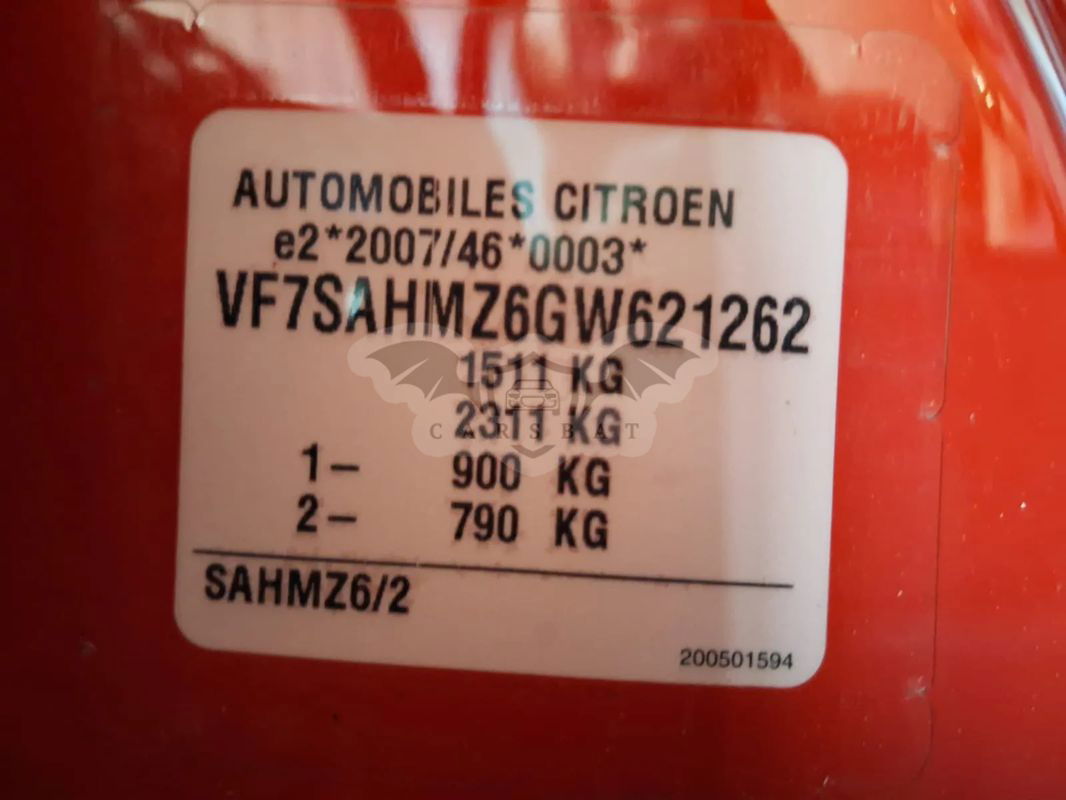 AUTOMOBILES CITROEN
e2*2007/46*0003*
VF7SAHMZ6GW621262
1511 KG
2311 KG
CARSBAT
1- 900 KG
2- 790 KG
SAHMZ6/2
200501594